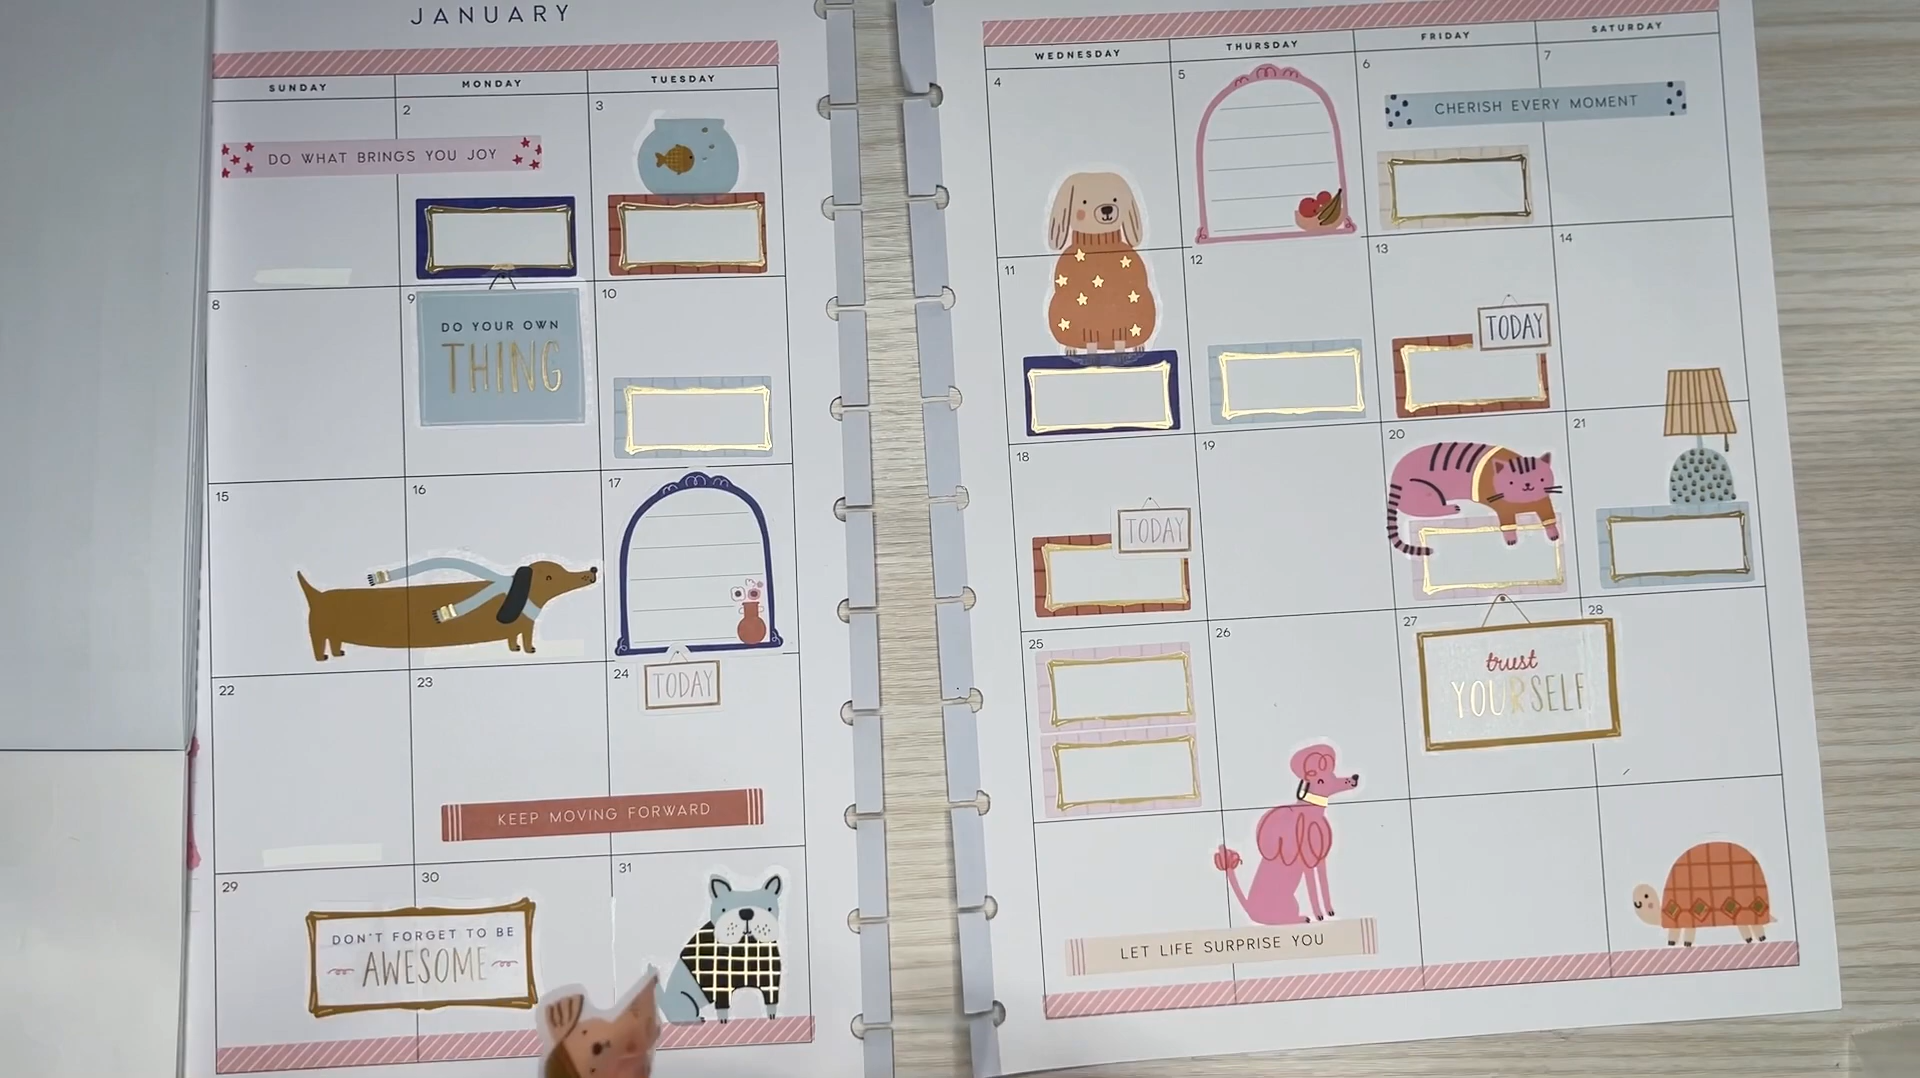 JANUARY
SUNDAY MONDAY TUESDAY WEDNESDAY THURSDAY FRIDAY SATURDAY
2 3 4 5 6 7
DO WHAT BRINGS YOU JOY
CHERISH EVERY MOMENT
8 9 10 11 12 13 14
DO YOUR OWN
THING
TODAY
15 16 17 18 19 20 21
TODAY
22 23 24 25 26 27 28
TODAY
trust
YOURSELF
KEEP MOVING FORWARD
29 30 31
DON'T FORGET TO BE
AWESOME
LET LIFE SURPRISE YOU